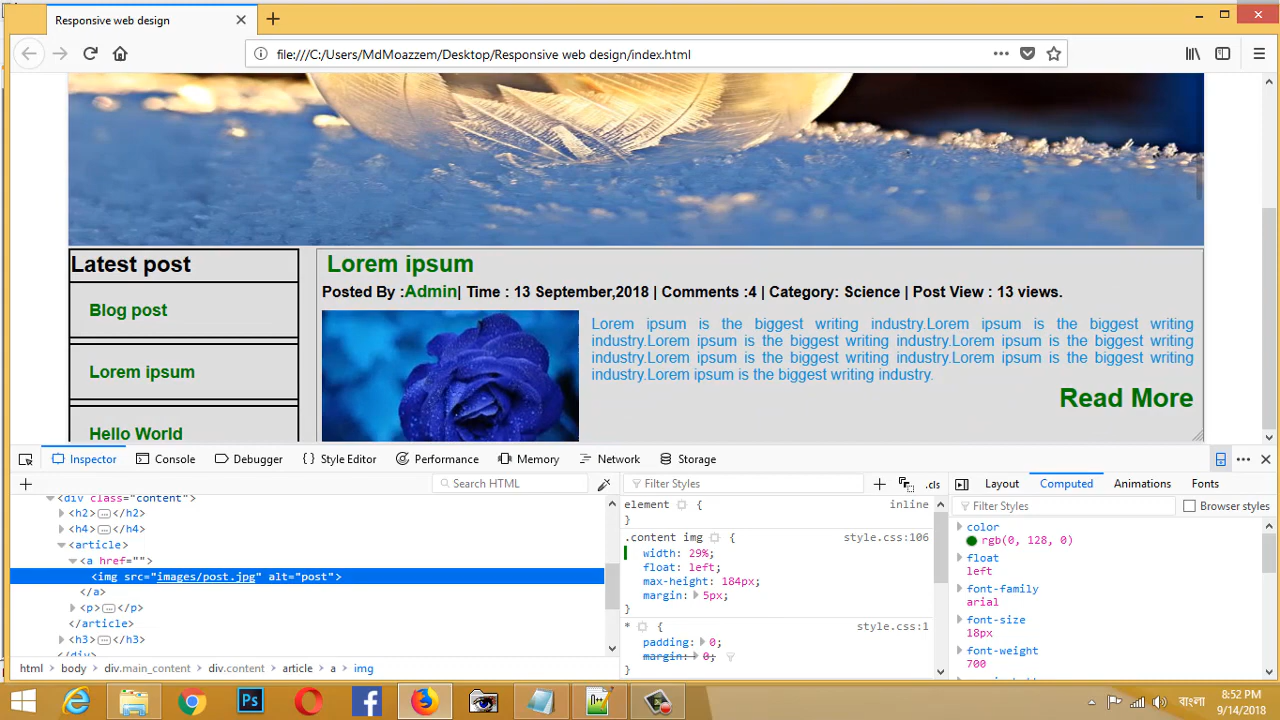 Responsive web design
file:///C:/Users/MdMoazzem/Desktop/Responsive web design/index.html
Latest post
Blog post
Lorem ipsum
Hello World
Lorem ipsum
Posted By :Admin| Time : 13 September,2018 | Comments :4 | Category: Science | Post View : 13 views.
Lorem ipsum is the biggest writing industry.Lorem ipsum is the biggest writing
industry.Lorem ipsum is the biggest writing industry.Lorem ipsum is the biggest writing
industry.Lorem ipsum is the biggest writing industry.Lorem ipsum is the biggest writing
industry.Lorem ipsum is the biggest writing industry.
Read More
Inspector Console Debugger Style Editor Performance Memory Network Storage
Search HTML
<div class="content">
<h2> </h2>
<h4> </h4>
<article>
<a href="">
<img src="images/post.jpg" alt="post">
</a>
<p> </p>
</article>
<h3> </h3>
html body div.main_content div.content article a img
Filter Styles .cls
element { inline
}
.content img { style.css:106
width: 29%;
float: left;
max-height: 184px;
margin: 5px;
}
* { style.css:1
padding: 0;
margin: 0;
}
Layout Computed Animations Fonts
Filter Styles Browser styles
color
rgb(0, 128, 0)
float
left
font-family
arial
font-size
18px
font-weight
700
8:52 PM
বাংলা
9/14/2018